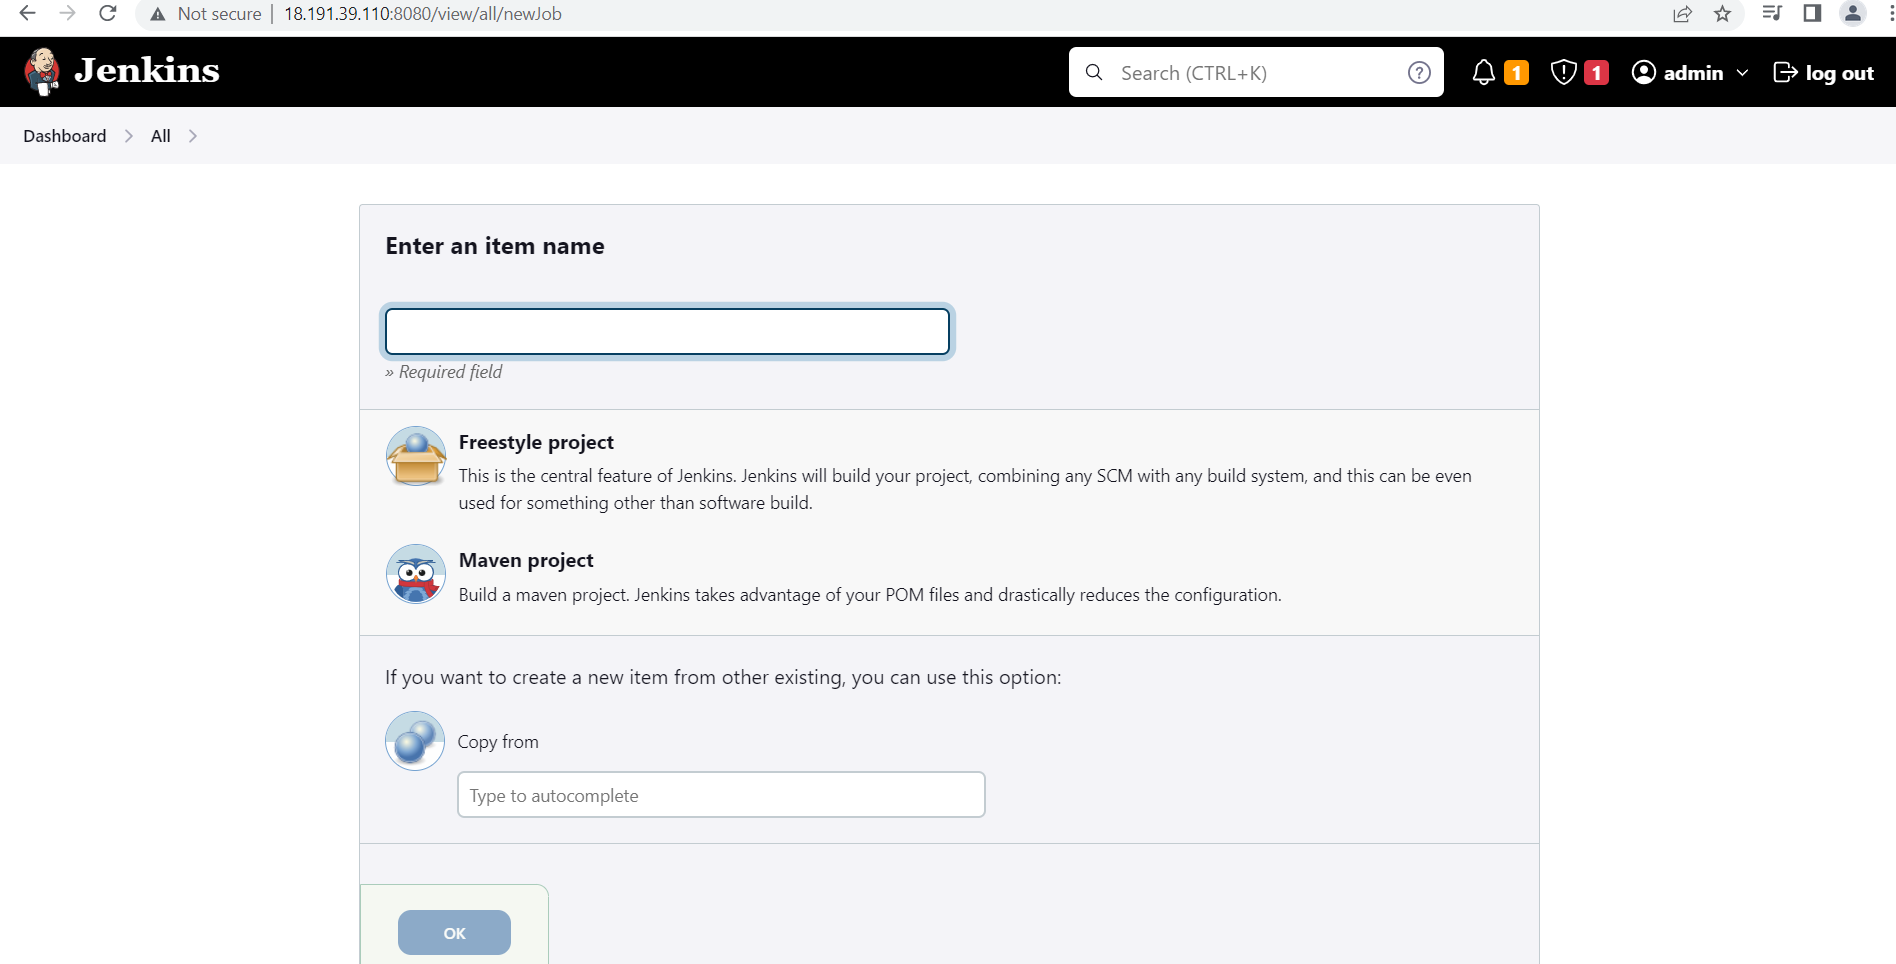 Not secure | 18.191.39.110:8080/view/all/newJob
Jenkins
Search (CTRL+K)
1
1
admin
log out
Dashboard
All
Enter an item name
» Required field
Freestyle project
This is the central feature of Jenkins. Jenkins will build your project, combining any SCM with any build system, and this can be even
used for something other than software build.
Maven project
Build a maven project. Jenkins takes advantage of your POM files and drastically reduces the configuration.
If you want to create a new item from other existing, you can use this option:
Copy from
Type to autocomplete
OK